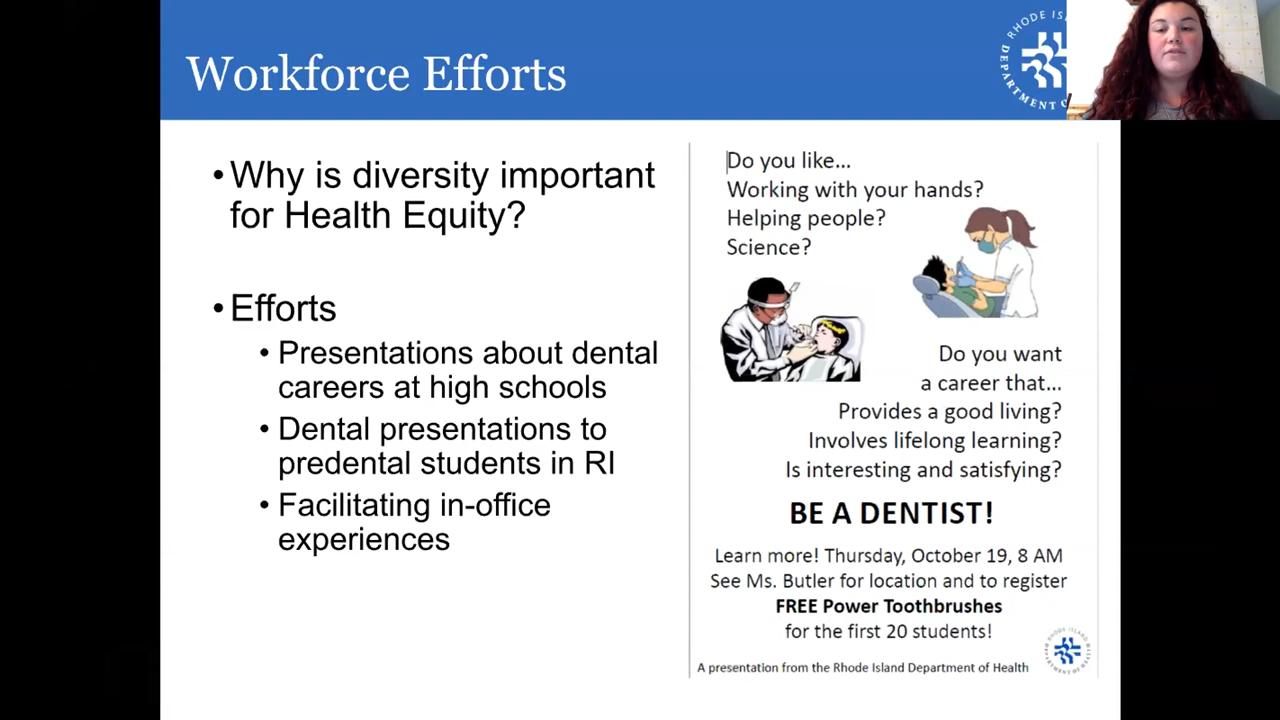 Workforce Efforts
RHODE ISL
DEPARTMENT OF
• Why is diversity important
for Health Equity?
• Efforts
• Presentations about dental
careers at high schools
• Dental presentations to
predental students in RI
• Facilitating in-office
experiences
Do you like...
Working with your hands?
Helping people?
Science?
Do you want
a career that...
Provides a good living?
Involves lifelong learning?
Is interesting and satisfying?
BE A DENTIST!
Learn more! Thursday, October 19, 8 AM
See Ms. Butler for location and to register
FREE Power Toothbrushes
for the first 20 students!
A presentation from the Rhode Island Department of Health